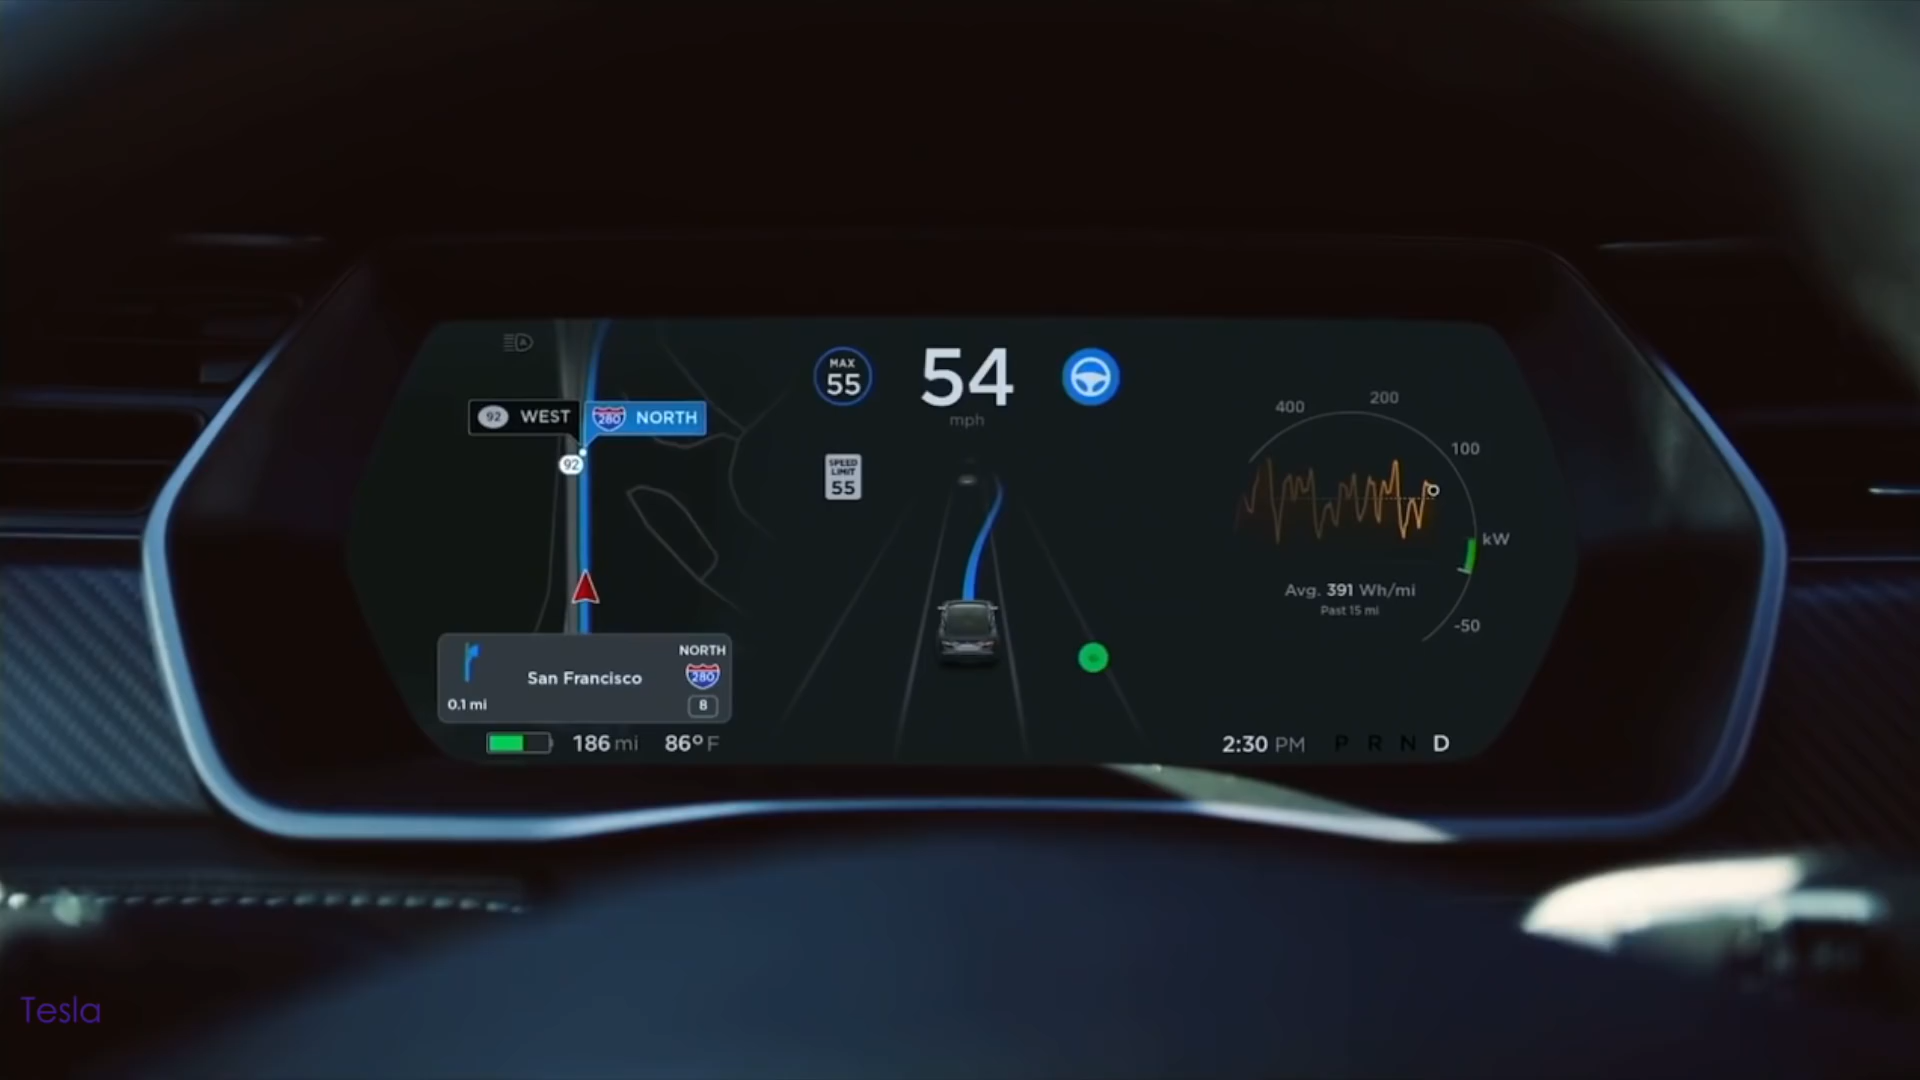 MAX
55
54
mph
92 WEST
280 NORTH
92
SPEED
LIMIT
55
400
200
100
kW
-50
Avg. 391 Wh/mi
Past 15 mi
NORTH
San Francisco
280
0.1 mi
8
186 mi
86° F
2:30 PM
P R N D
Tesla